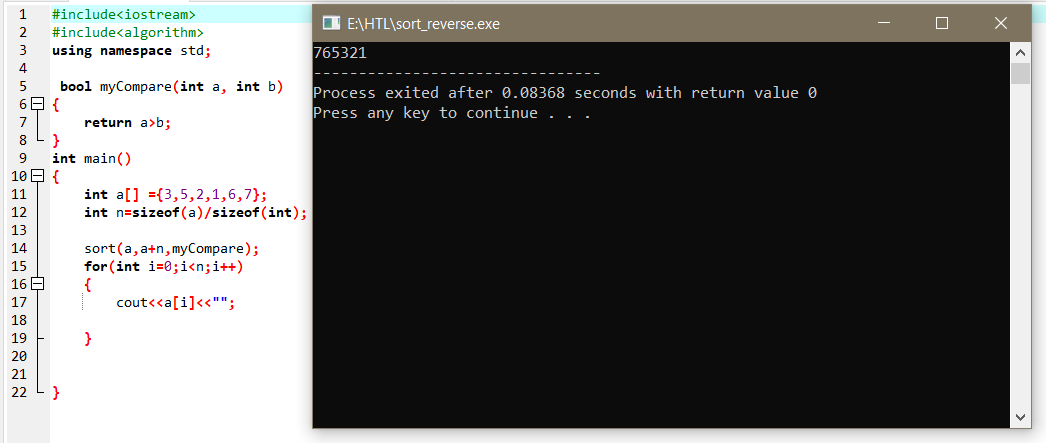 1 #include<iostream>
2 #include<algorithm>
3 using namespace std;
4
5 bool myCompare(int a, int b)
6 {
7 return a>b;
8 }
9 int main()
10 {
11 int a[] ={3,5,2,1,6,7};
12 int n=sizeof(a)/sizeof(int);
13
14 sort(a,a+n,myCompare);
15 for(int i=0;i<n;i++)
16 {
17 cout<<a[i]<<"";
18
19 }
20
21
22 }
E:\HTL\sort_reverse.exe
765321
--------------------------------
Process exited after 0.08368 seconds with return value 0
Press any key to continue . . .